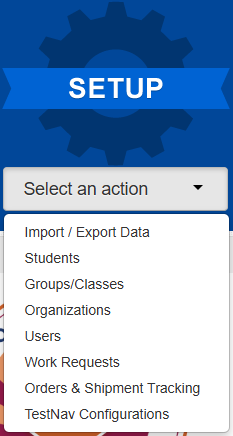 SETUP
Select an action
Import / Export Data
Students
Groups/Classes
Organizations
Users
Work Requests
Orders & Shipment Tracking
TestNav Configurations